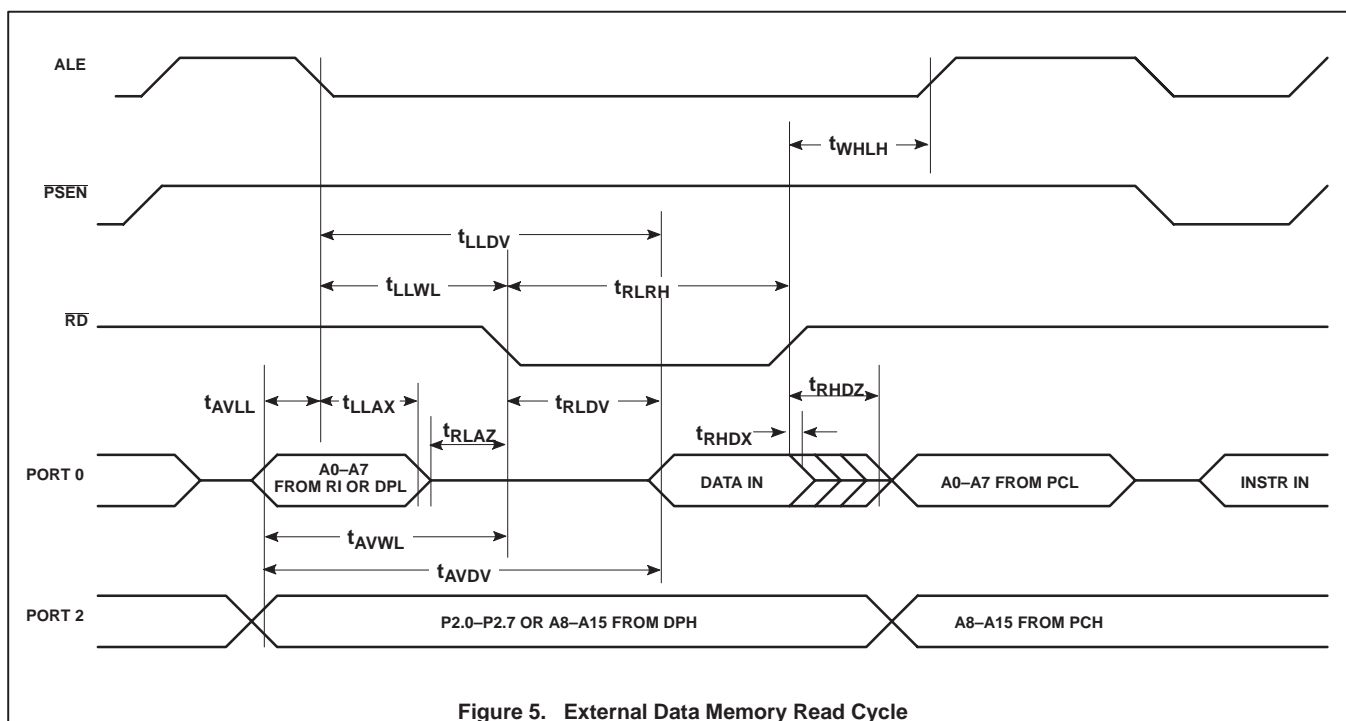 ALE
tWHLH
PSEN
tLLDV
tLLWL
tRLRH
RD
tAVLL
tLLAX
tRLDV
tRHDZ
tRLAZ
tRHDX
PORT 0
A0–A7
FROM RI OR DPL
DATA IN
A0–A7 FROM PCL
INSTR IN
tAVWL
tAVDV
PORT 2
P2.0–P2.7 OR A8–A15 FROM DPH
A8–A15 FROM PCH
Figure 5. External Data Memory Read Cycle